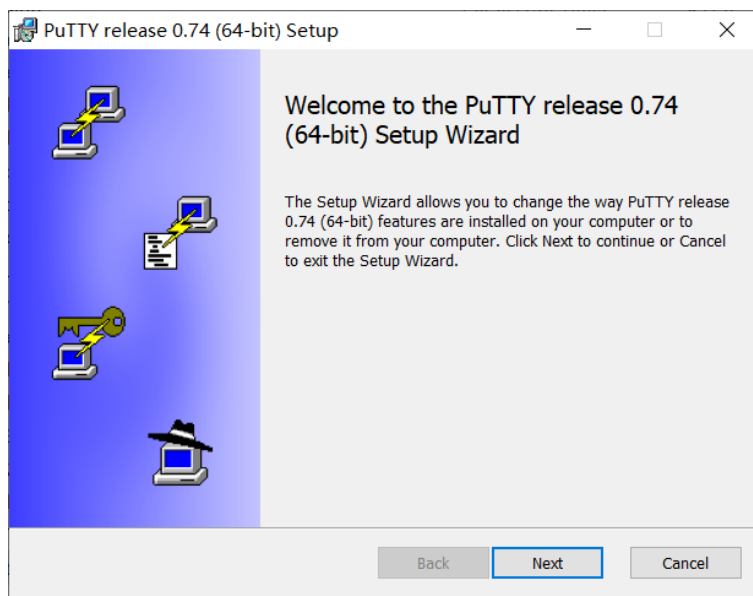 PuTTY release 0.74 (64-bit) Setup
Welcome to the PuTTY release 0.74
(64-bit) Setup Wizard
The Setup Wizard allows you to change the way PuTTY release
0.74 (64-bit) features are installed on your computer or to
remove it from your computer. Click Next to continue or Cancel
to exit the Setup Wizard.
Back
Next
Cancel